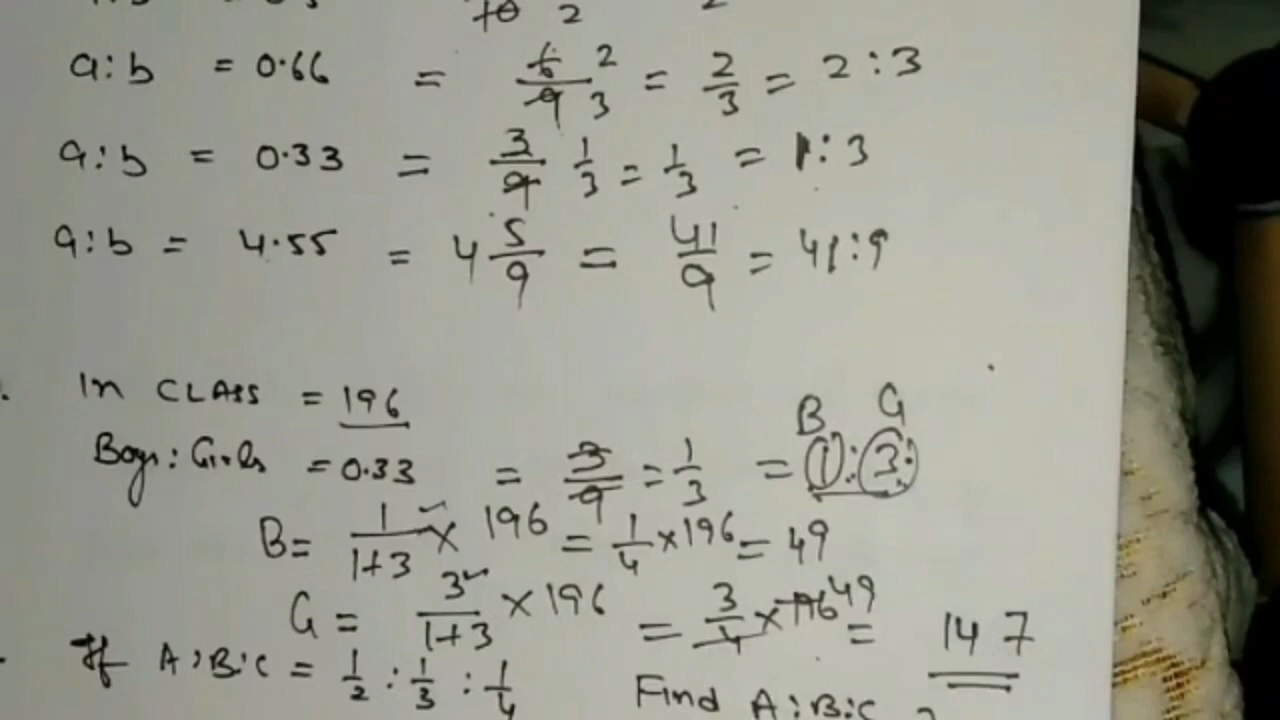 10 2
a:b = 0.66 = 6/9 2/3 = 2/3 = 2:3
a:b = 0.33 = 3/9 1/3 = 1/3 = 1:3
a:b = 4.55 = 4 5/9 = 41/9 = 41:9
In CLASS = 196
B G
Boys: Girls = 0.33 = 3/9 = 1/3 = 1:3
B = 1/1+3 × 196 = 1/4 × 196 = 49
G = 3/1+3 × 196 = 3/4 × 196 49 = 147
If A:B:C = 1/2 : 1/3 : 1/4 Find A:B:C